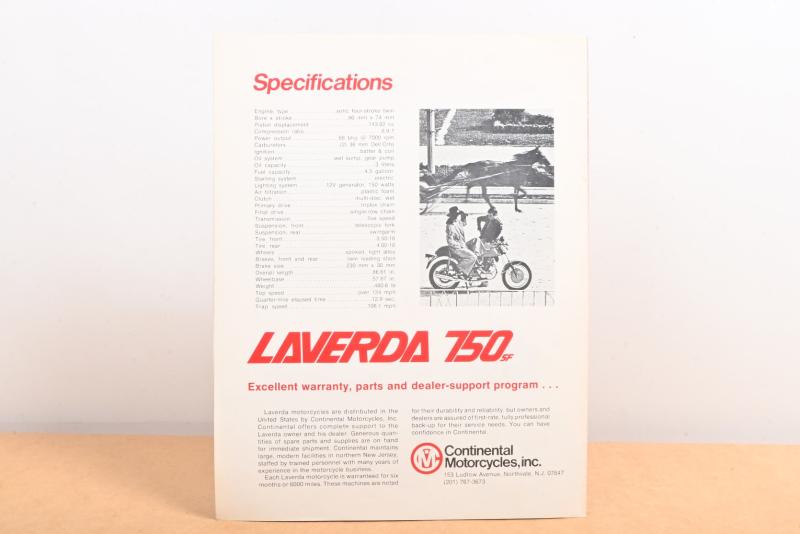 Specifications
Engine, type sohc four-stroke twin
Bore x stroke 80 mm x 74 mm
Piston displacement 743.92 cc
Compression ratio 8.9:1
Power output @ 7000 rpm
Carburetors (2) 36 mm Dell'Orto
Ignition batter & coil
Oil system wet sump, gear pump
Oil capacity 3 liters
Fuel capacity gallons
Starting system electric
Lighting system 12V generator, 150 watts
Air filtration plastic foam
Clutch multi-disc, wet
Primary drive triplex chain
Final drive single-row chain
Transmission five speed
Suspension, front telescopic fork
Suspension, rear swingarm
Tire, front 3.50-18
Tire, rear 4.00-18
Wheels spoked, light alloy
Brakes, front and rear twin leading shoe
Brake size 230 mm x 30 mm
Overall length in.
Wheelbase 57.87 in.
Weight 480.6 lb
Top speed over mph
Quarter-mile elapsed time 12.9 sec.
Trap speed mph
LAVERDA 750 SF
Excellent warranty, parts and dealer-support program . . .
Laverda motorcycles are distributed in the
United States by Continental Motorcycles, Inc.
Continental offers complete support to the
Laverda owner and his dealer. Generous quan-
tities of spare parts and supplies are on hand
for immediate shipment. Continental maintains
large, modern facilities in northern New Jersey,
staffed by trained personnel with many years of
experience in the motorcycle business.
Each Laverda motorcycle is warranted for six
months or 6000 miles. These machines are noted
for their durability and reliability, but owners and
dealers are assured of first-rate, fully professional
back-up for their service needs. You can have
confidence in Continental.
CM
Continental
Motorcycles, inc.
153 Ludlow Avenue, Northvale, N.J. 07647
(201) 767-3673